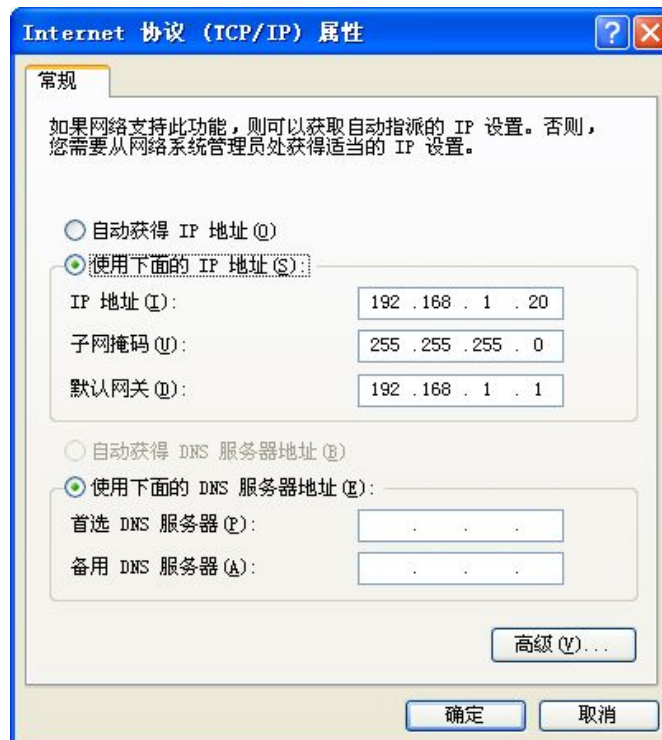 Internet 协议 (TCP/IP) 属性
常规
如果网络支持此功能，则可以获取自动指派的 IP 设置。否则，
您需要从网络系统管理员处获得适当的 IP 设置。
自动获得 IP 地址(O)
使用下面的 IP 地址(S):
IP 地址(I): 192 .168 . 1 . 20
子网掩码(U): 255 .255 .255 . 0
默认网关(D): 192 .168 . 1 . 1
自动获得 DNS 服务器地址(B)
使用下面的 DNS 服务器地址(E):
首选 DNS 服务器(P): . . .
备用 DNS 服务器(A): . . .
高级(V)...
确定 取消